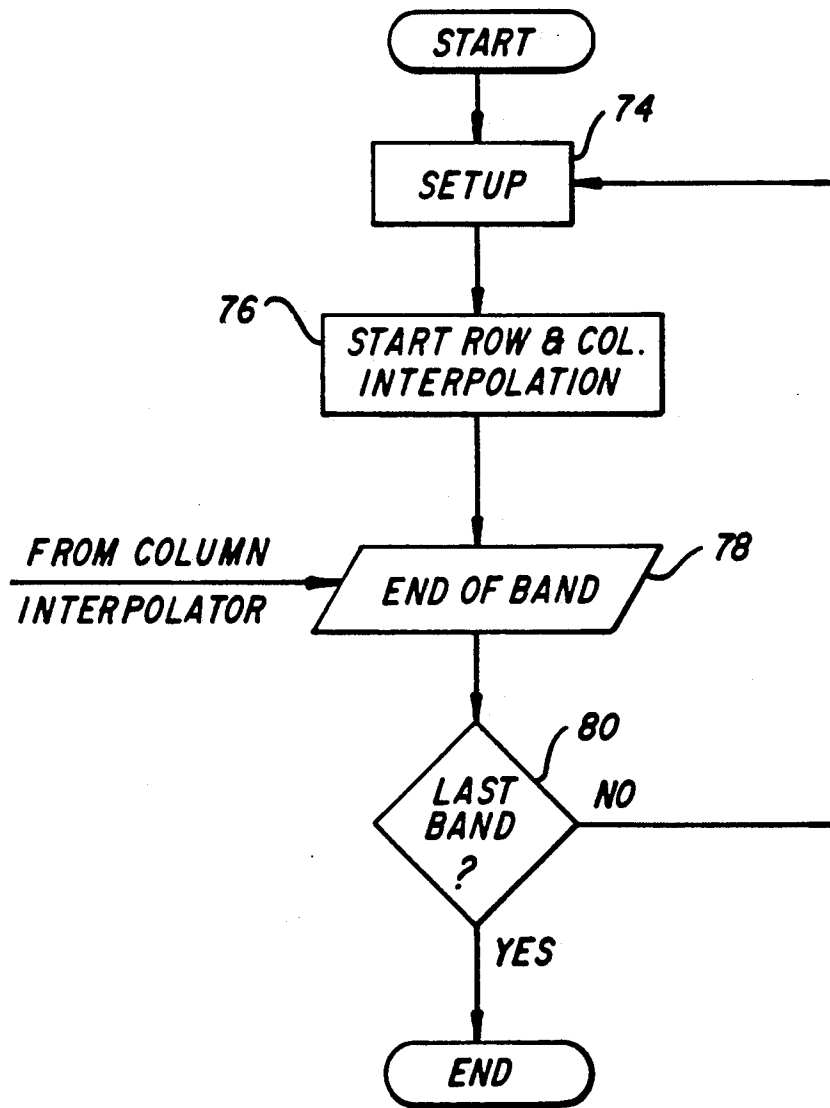 START
74
SETUP
76
START ROW & COL.
INTERPOLATION
FROM COLUMN
INTERPOLATOR
78
END OF BAND
80
LAST
BAND
?
NO
YES
END